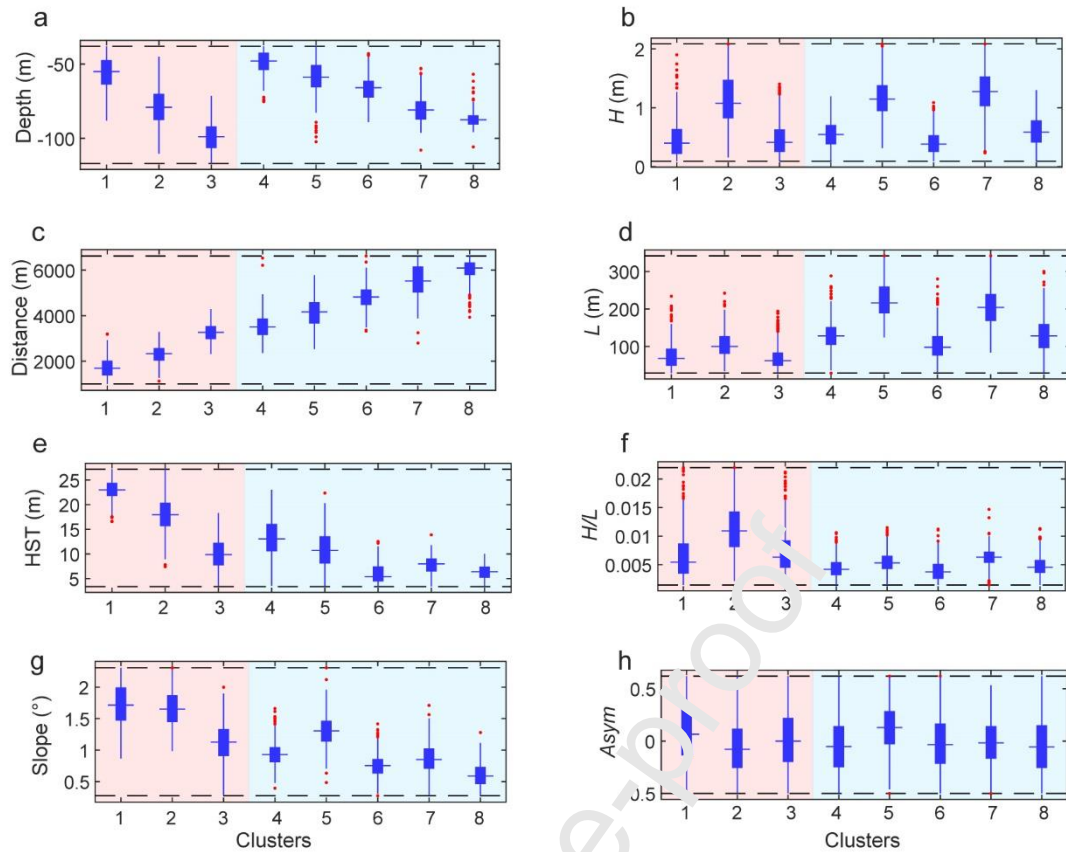 a
Depth (m)
-50
-100
1 2 3 4 5 6 7 8
b
H (m)
2
1
0
1 2 3 4 5 6 7 8
c
Distance (m)
6000
4000
2000
1 2 3 4 5 6 7 8
d
L (m)
300
200
100
1 2 3 4 5 6 7 8
e
HST (m)
25
20
15
10
5
1 2 3 4 5 6 7 8
f
H/L
0.02
0.015
0.01
0.005
1 2 3 4 5 6 7 8
g
Slope (°)
2
1.5
1
0.5
1 2 3 4 5 6 7 8
Clusters
h
Asym
0.5
0
0.5
1 2 3 4 5 6 7 8
Clusters
e-proof